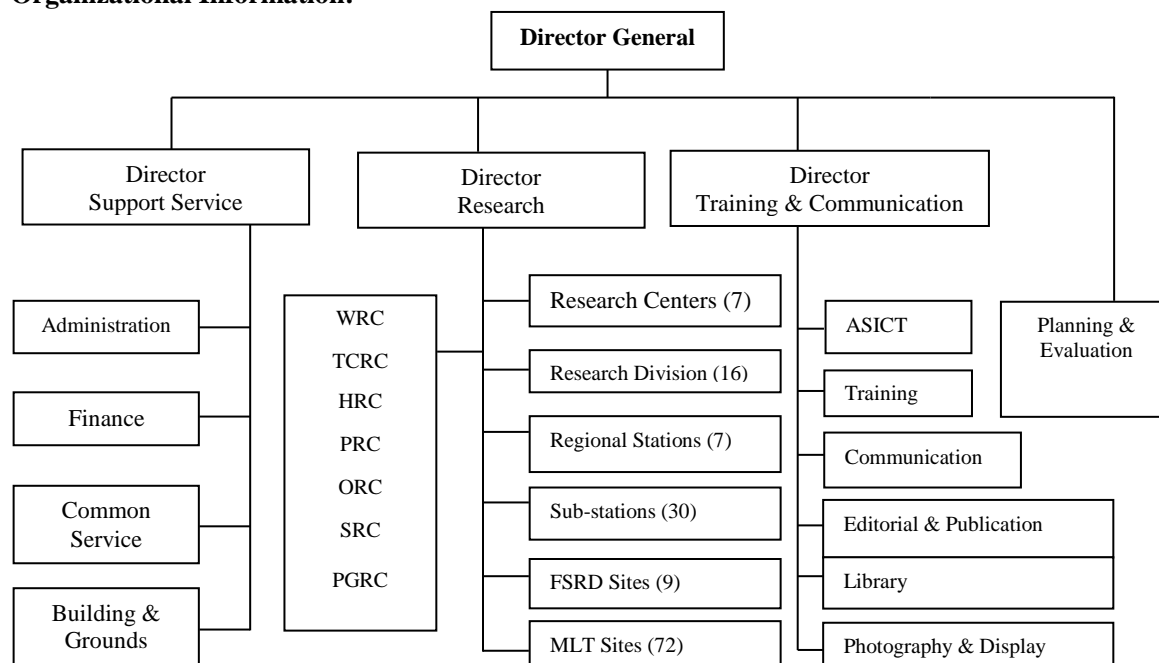 Organizational Information:
Director General
Director
Support Service
Director
Research
Director
Training & Communication
Administration
Finance
Common
Service
Building &
Grounds
WRC
TCRC
HRC
PRC
ORC
SRC
PGRC
Research Centers (7)
Research Division (16)
Regional Stations (7)
Sub-stations (30)
FSRD Sites (9)
MLT Sites (72)
ASICT
Training
Communication
Editorial & Publication
Library
Photography & Display
Planning &
Evaluation